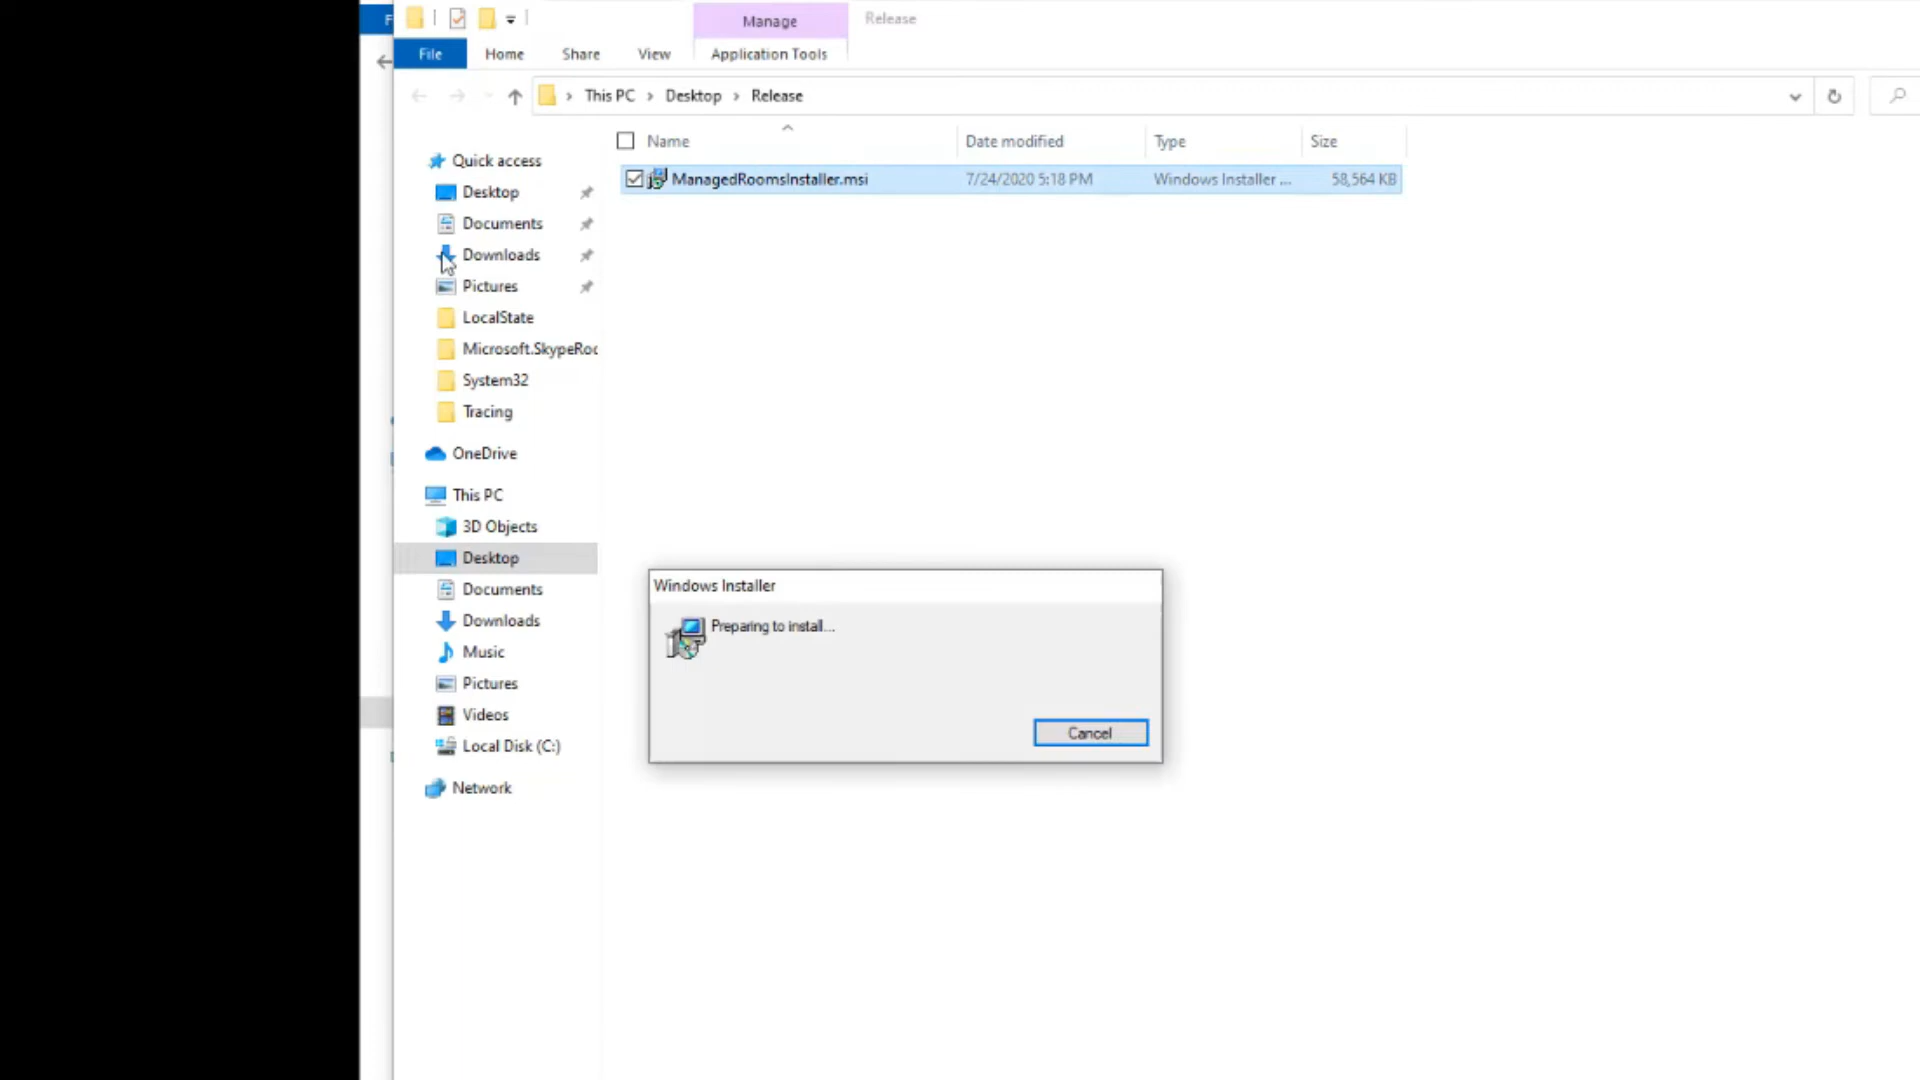 F
Manage
Release
File
Home
Share
View
Application Tools
This PC
Desktop
Release
Name
Date modified
Type
Size
ManagedRoomsInstaller.msi
7/24/2020 5:18 PM
Windows Installer ...
58,564 KB
Quick access
Desktop
Documents
Downloads
Pictures
LocalState
Microsoft.SkypeRoo
System32
Tracing
OneDrive
This PC
3D Objects
Desktop
Documents
Downloads
Music
Pictures
Videos
Local Disk (C:)
Network
Windows Installer
Preparing to install...
Cancel